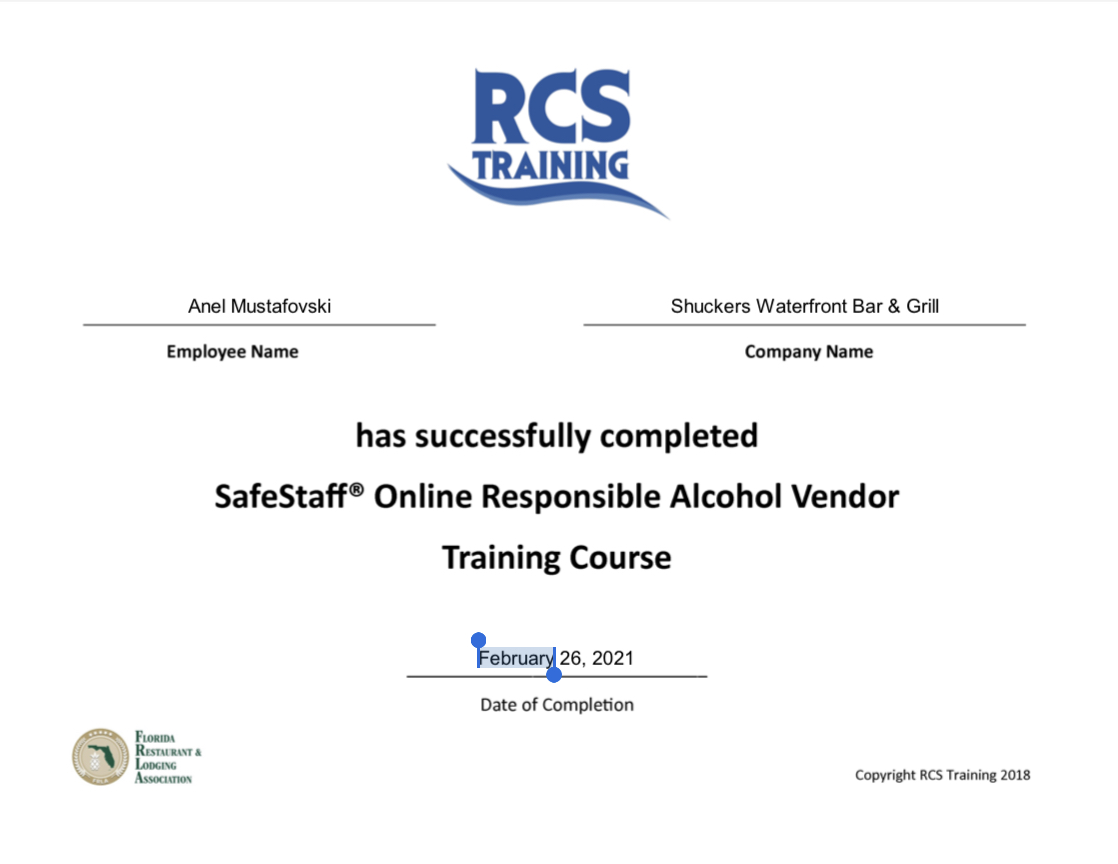 RCS
TRAINING
Anel Mustafovski
Shuckers Waterfront Bar & Grill
Employee Name
Company Name
has successfully completed
SafeStaff® Online Responsible Alcohol Vendor
Training Course
February 26, 2021
Date of Completion
FLORIDA
RESTAURANT &
LODGING
ASSOCIATION
Copyright RCS Training 2018